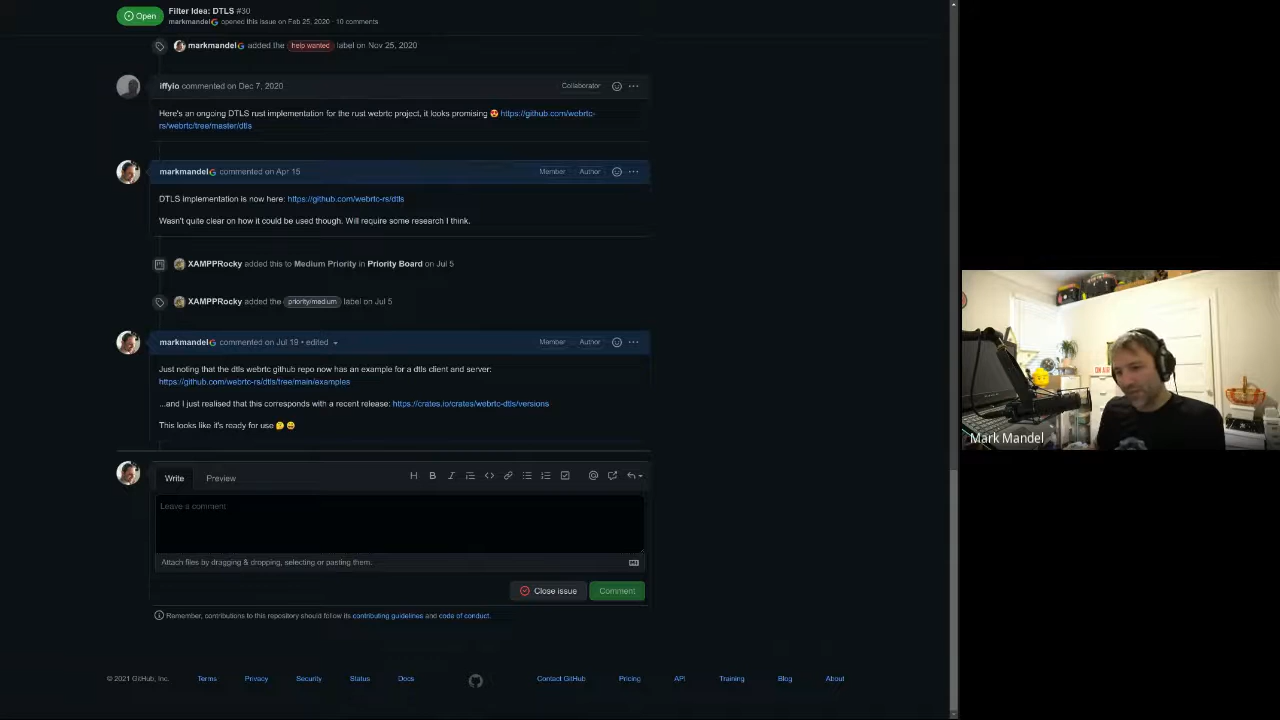 Open
Filter Idea: DTLS #30
markmandel opened this issue on Feb 25, 2020 · 10 comments
markmandel added the help wanted label on Nov 25, 2020
iffyio commented on Dec 7, 2020
Collaborator
Here's an ongoing DTLS rust implementation for the rust webrtc project, it looks promising 😍 https://github.com/webrtc-
rs/webrtc/tree/master/dtls
markmandel commented on Apr 15
Member
Author
DTLS implementation is now here: https://github.com/webrtc-rs/dtls
Wasn't quite clear on how it could be used though. Will require some research I think.
XAMPPRocky added this to Medium Priority in Priority Board on Jul 5
XAMPPRocky added the priority/medium label on Jul 5
markmandel commented on Jul 19 • edited
Member
Author
Just noting that the dtls webrtc github repo now has an example for a dtls client and server:
https://github.com/webrtc-rs/dtls/tree/main/examples
...and I just realised that this corresponds with a recent release: https://crates.io/crates/webrtc-dtls/versions
This looks like it's ready for use 🤔 😄
Write
Preview
H B I
Leave a comment
Attach files by dragging & dropping, selecting or pasting them.
Close issue
Comment
Remember, contributions to this repository should follow its contributing guidelines and code of conduct.
© 2021 GitHub, Inc.
Terms
Privacy
Security
Status
Docs
Contact GitHub
Pricing
API
Training
Blog
About
ON AIR
Mark Mandel